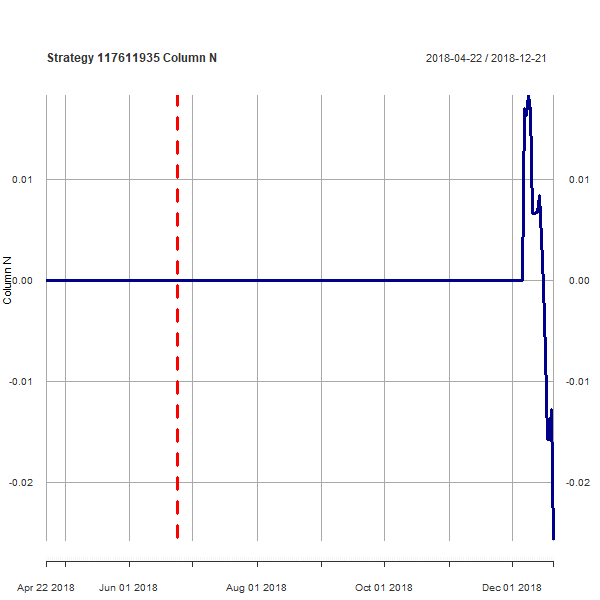 Strategy 117611935 Column N
2018-04-22 / 2018-12-21
0.01
0.01
0.00
0.00
-0.01
-0.01
-0.02
-0.02
Column N
Apr 22 2018
Jun 01 2018
Aug 01 2018
Oct 01 2018
Dec 01 2018